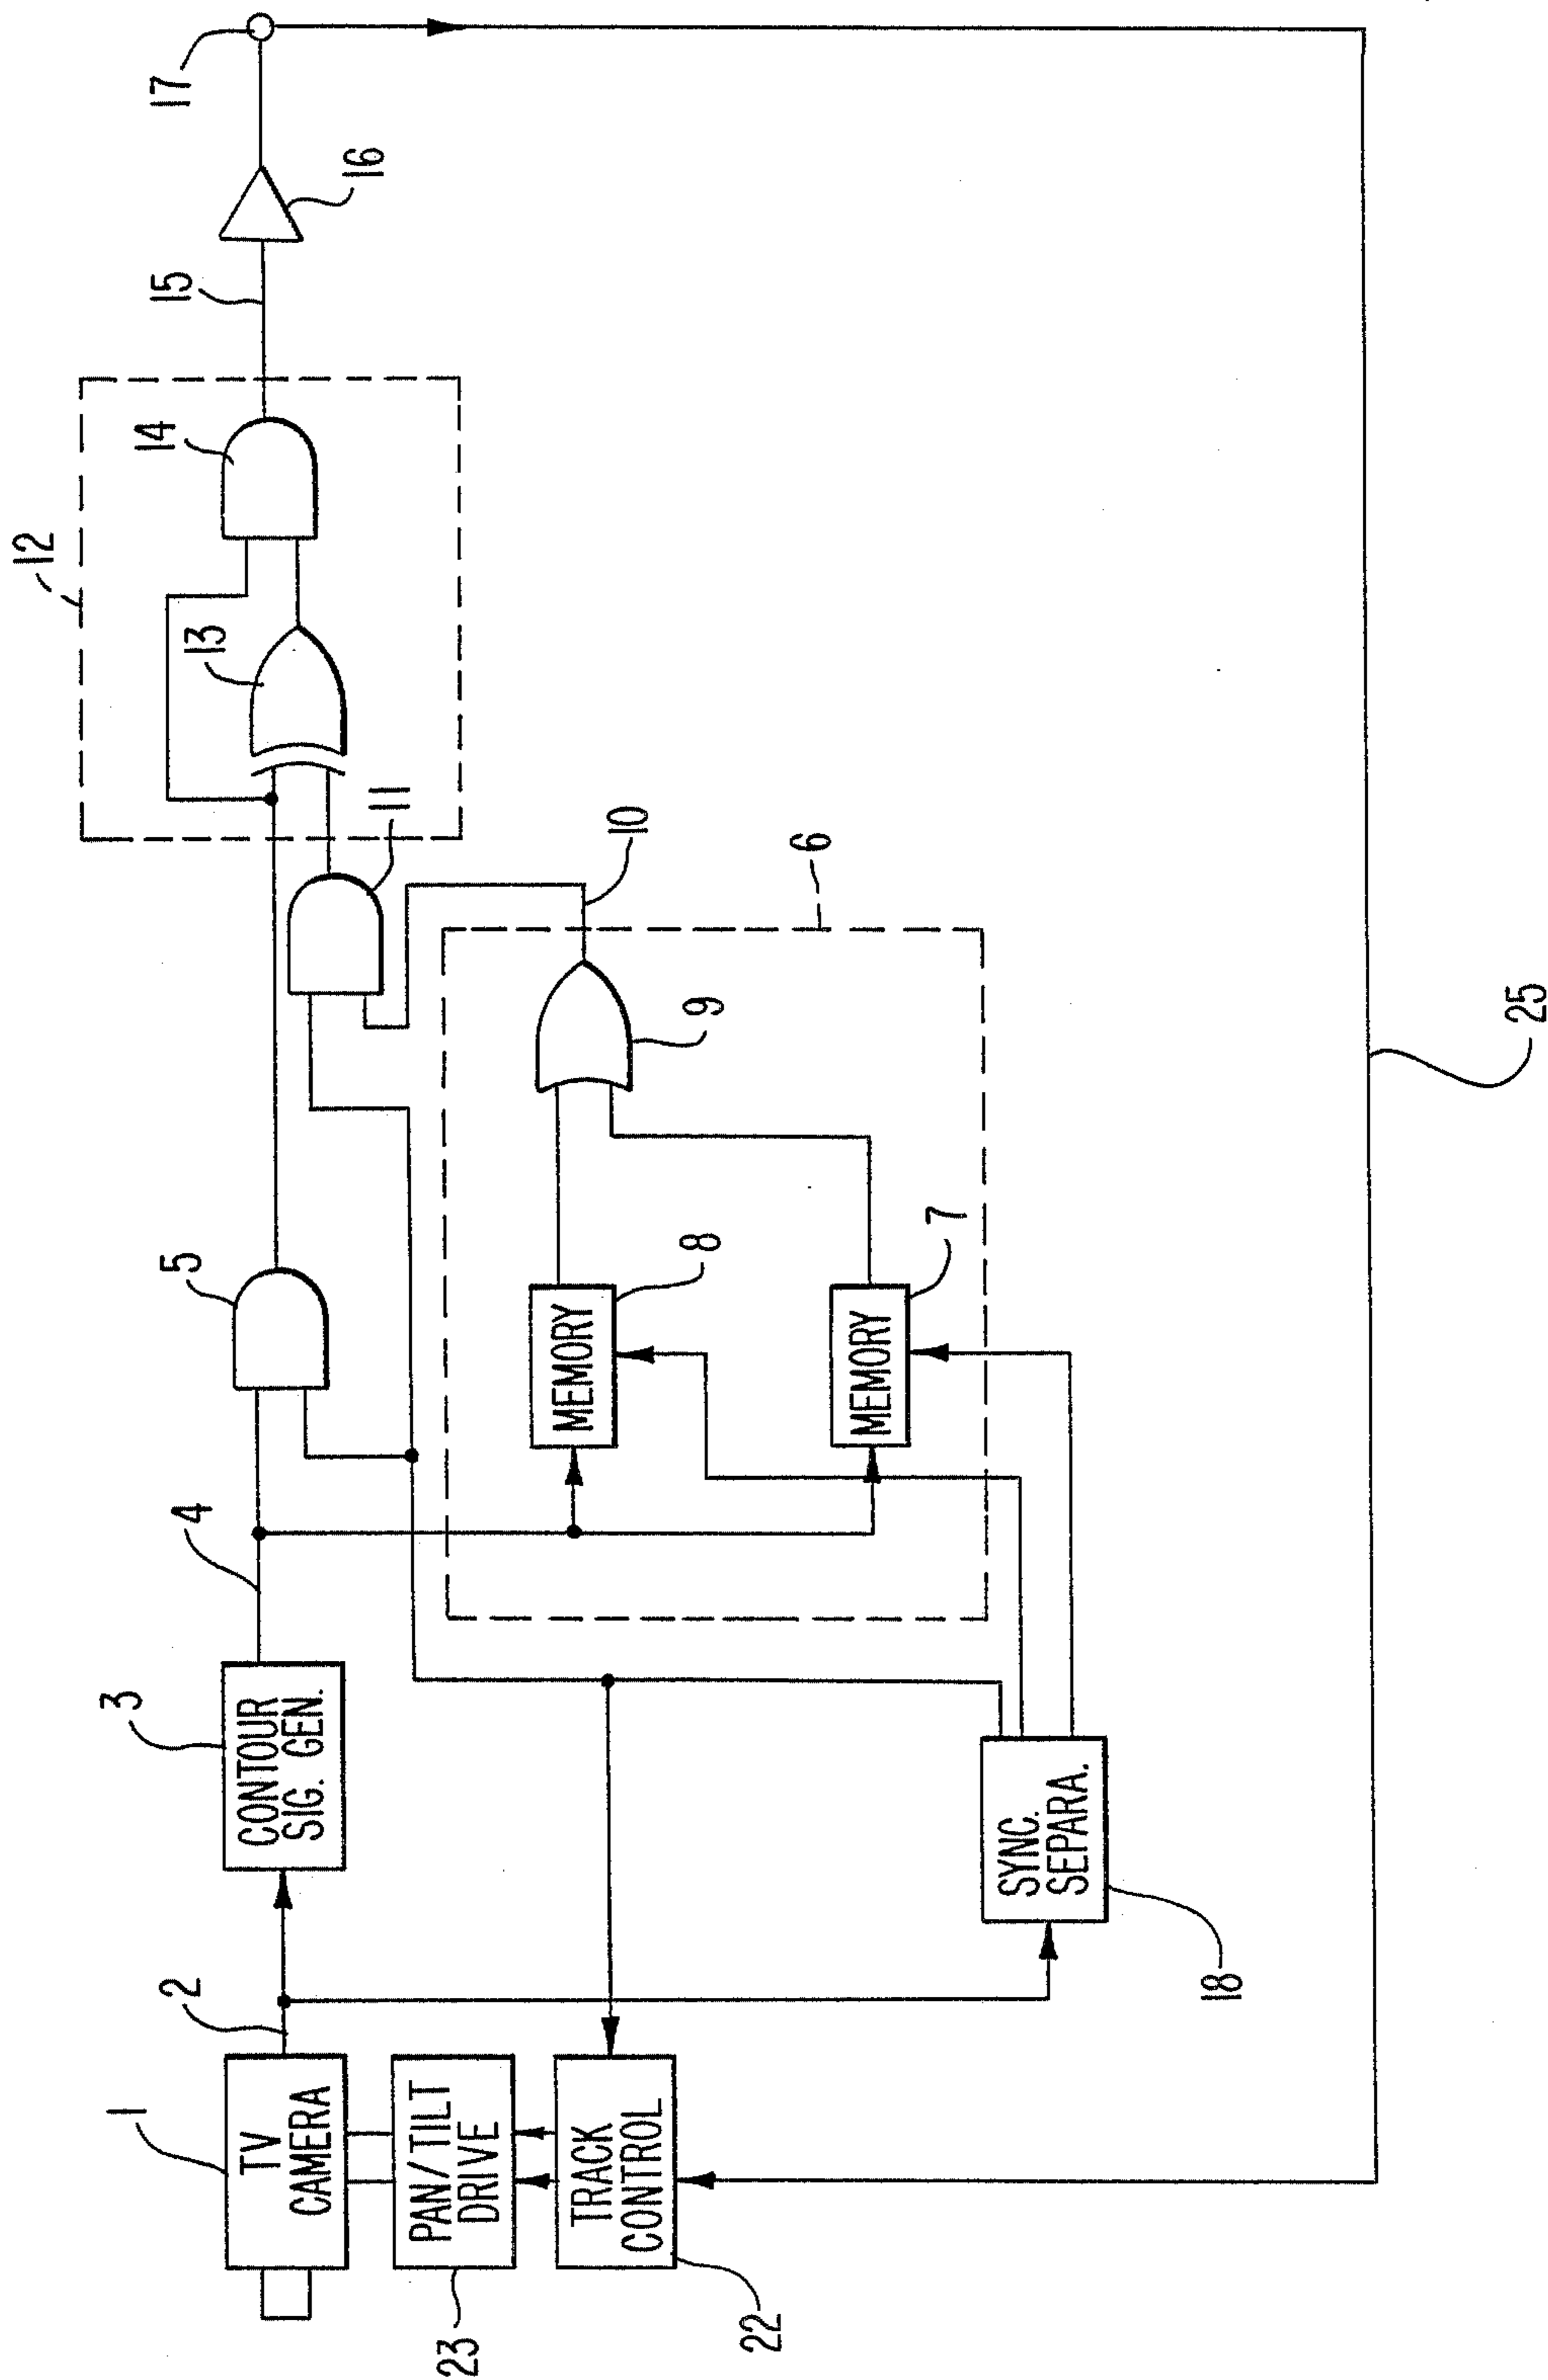 1
TV
CAMERA
2
3
CONTOUR
SIG. GEN.
4
5
12
13
14
15
16
17
11
10
6
9
8
MEMORY
7
MEMORY
PAN/TILT
DRIVE
23
TRACK
CONTROL
22
SYNC.
SEPARA.
18
25